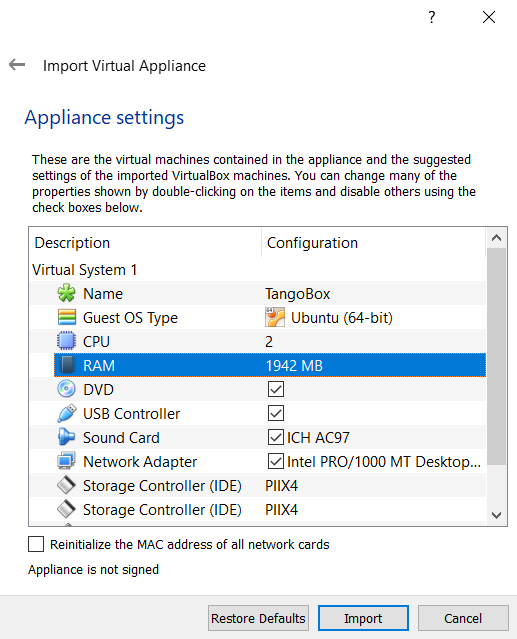 ?
Import Virtual Appliance
Appliance settings
These are the virtual machines contained in the appliance and the suggested
settings of the imported VirtualBox machines. You can change many of the
properties shown by double-clicking on the items and disable others using the
check boxes below.
Description Configuration
Virtual System 1
Name TangoBox
Guest OS Type 64 Ubuntu (64-bit)
CPU 2
RAM 1942 MB
DVD
USB Controller
Sound Card ICH AC97
Network Adapter Intel PRO/1000 MT Desktop...
Storage Controller (IDE) PIIX4
Storage Controller (IDE) PIIX4
Reinitialize the MAC address of all network cards
Appliance is not signed
Restore Defaults Import Cancel